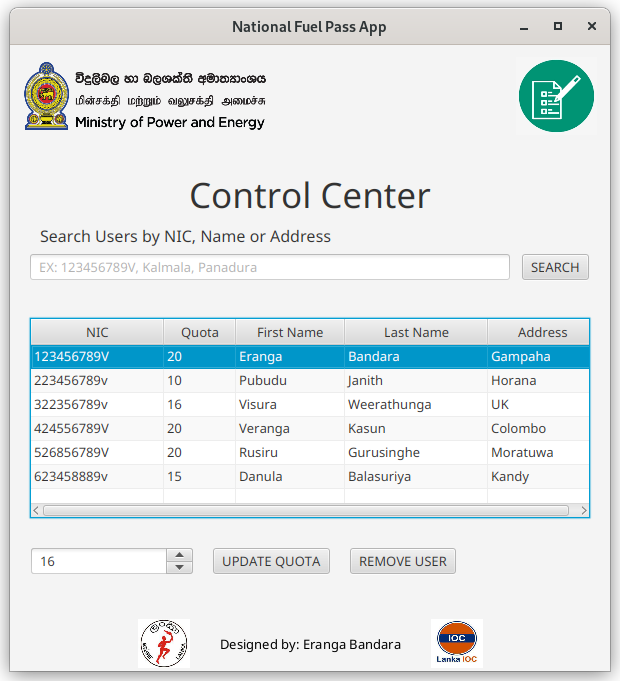 National Fuel Pass App
විදුලිබල හා බලශක්ති අමාත්‍යාංශය
மின்சக்தி மற்றும் வலுசக்தி அமைச்சு
Ministry of Power and Energy
Control Center
Search Users by NIC, Name or Address
EX: 123456789V, Kalmala, Panadura SEARCH
NIC Quota First Name Last Name Address
123456789V 20 Eranga Bandara Gampaha
223456789v 10 Pubudu Janith Horana
322356789v 16 Visura Weerathunga UK
424556789V 20 Veranga Kasun Colombo
526856789V 20 Rusiru Gurusinghe Moratuwa
623458889v 15 Danula Balasuriya Kandy
16 UPDATE QUOTA REMOVE USER
Designed by: Eranga Bandara
IOC
Lanka IOC